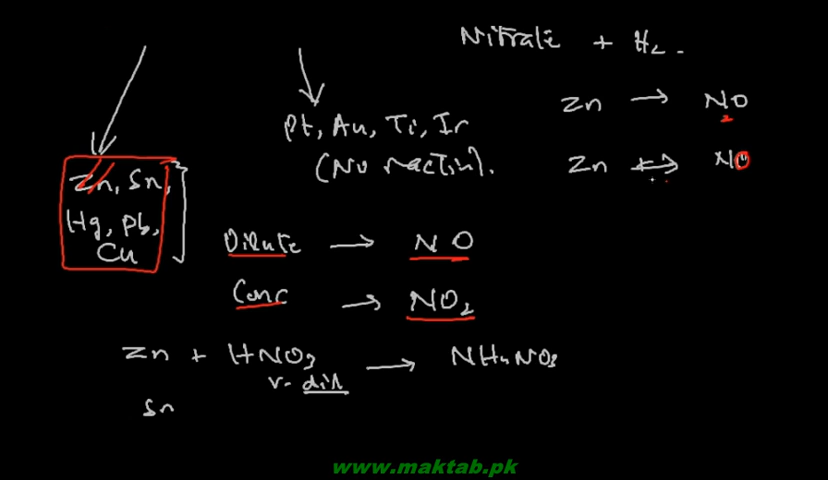 Nitrate + H₂.
Zn → NO
Zn ↔ NO
Pt, Au, Ti, Ir
(No reactin).
Zn, Sn,
Hg, Pb,
Cu
Dilute → NO
Conc → NO₂
Zn + HNO₃ → NH₄NO₃
v. dil
Sn
www.maktab.pk